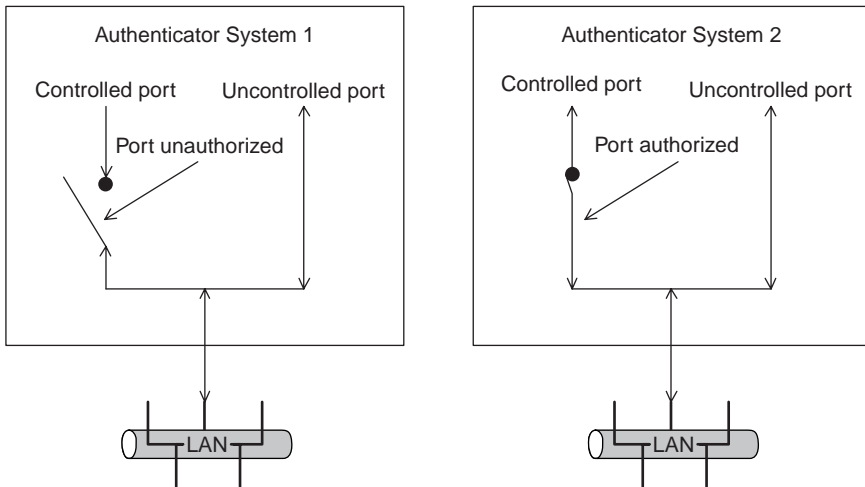 Authenticator System 1
Controlled port
Uncontrolled port
Port unauthorized
LAN
Authenticator System 2
Controlled port
Uncontrolled port
Port authorized
LAN